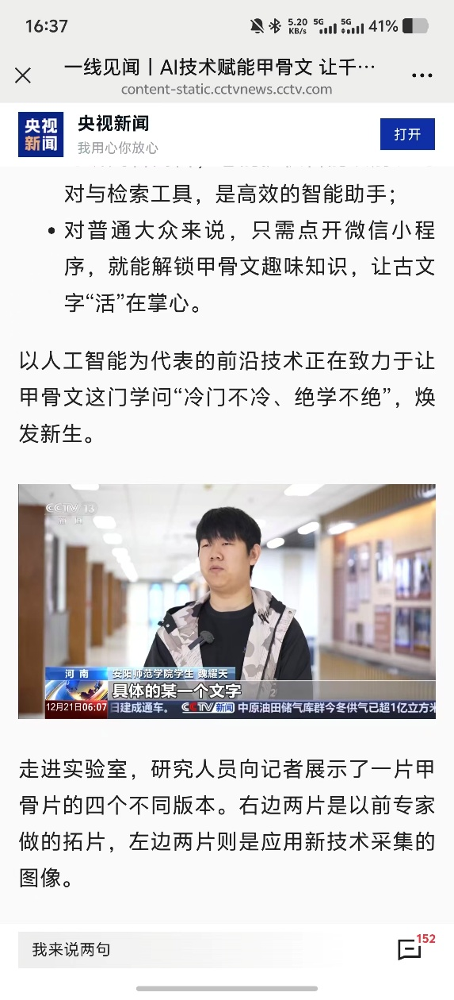 16:37
5.20 KB/s 5G 5G 41%
一线见闻丨AI技术赋能甲骨文 让千…
content-static.cctvnews.cctv.com
央视新闻
央视新闻
我用心你放心
打开
对与检索工具，是高效的智能助手；
• 对普通大众来说，只需点开微信小程
序，就能解锁甲骨文趣味知识，让古文
字“活”在掌心。
以人工智能为代表的前沿技术正在致力于让
甲骨文这门学问“冷门不冷、绝学不绝”，焕
发新生。
CCTV 13
新闻
河南 安阳师范学院学生 魏耀天
具体的某一个文字
12月21日06:07 日建成通车。 CCTV新闻 中原油田储气库群今冬供气已超1亿立方米
走进实验室，研究人员向记者展示了一片甲
骨片的四个不同版本。右边两片是以前专家
做的拓片，左边两片则是应用新技术采集的
图像。
我来说两句
152